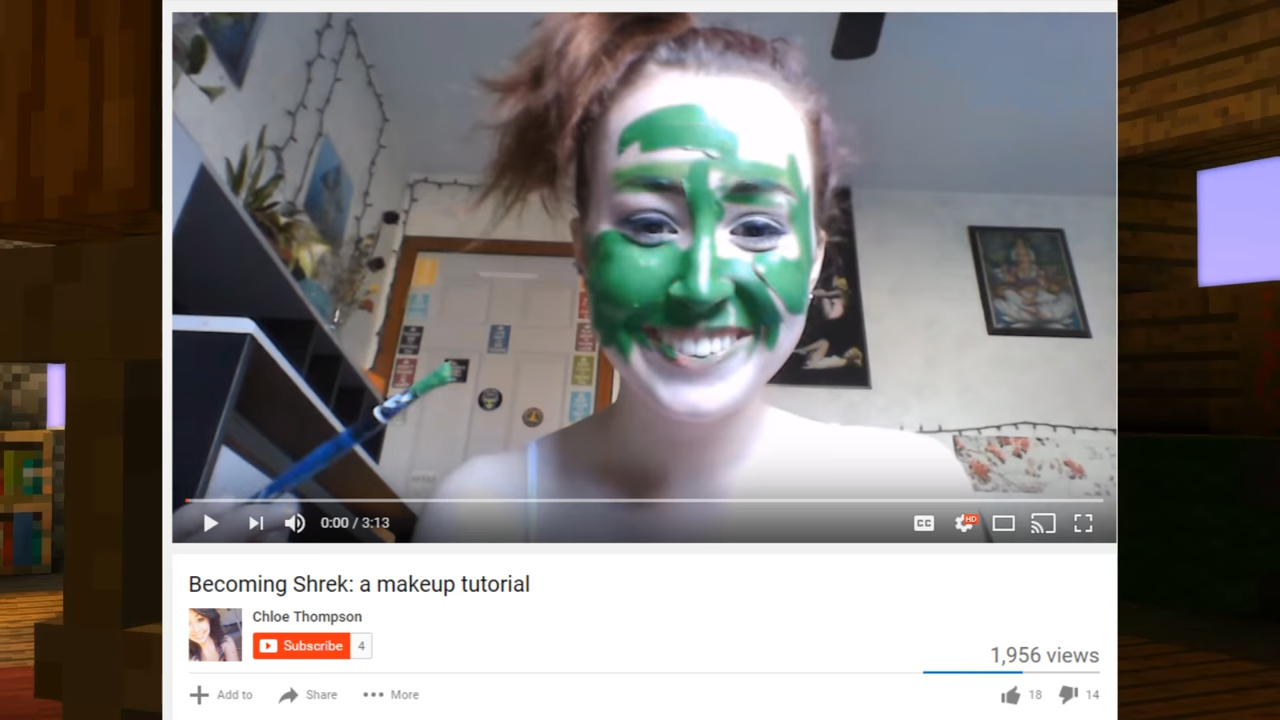 0:00 / 3:13
CC
HD
Becoming Shrek: a makeup tutorial
Chloe Thompson
Subscribe 4
1,956 views
Add to Share More
18 14